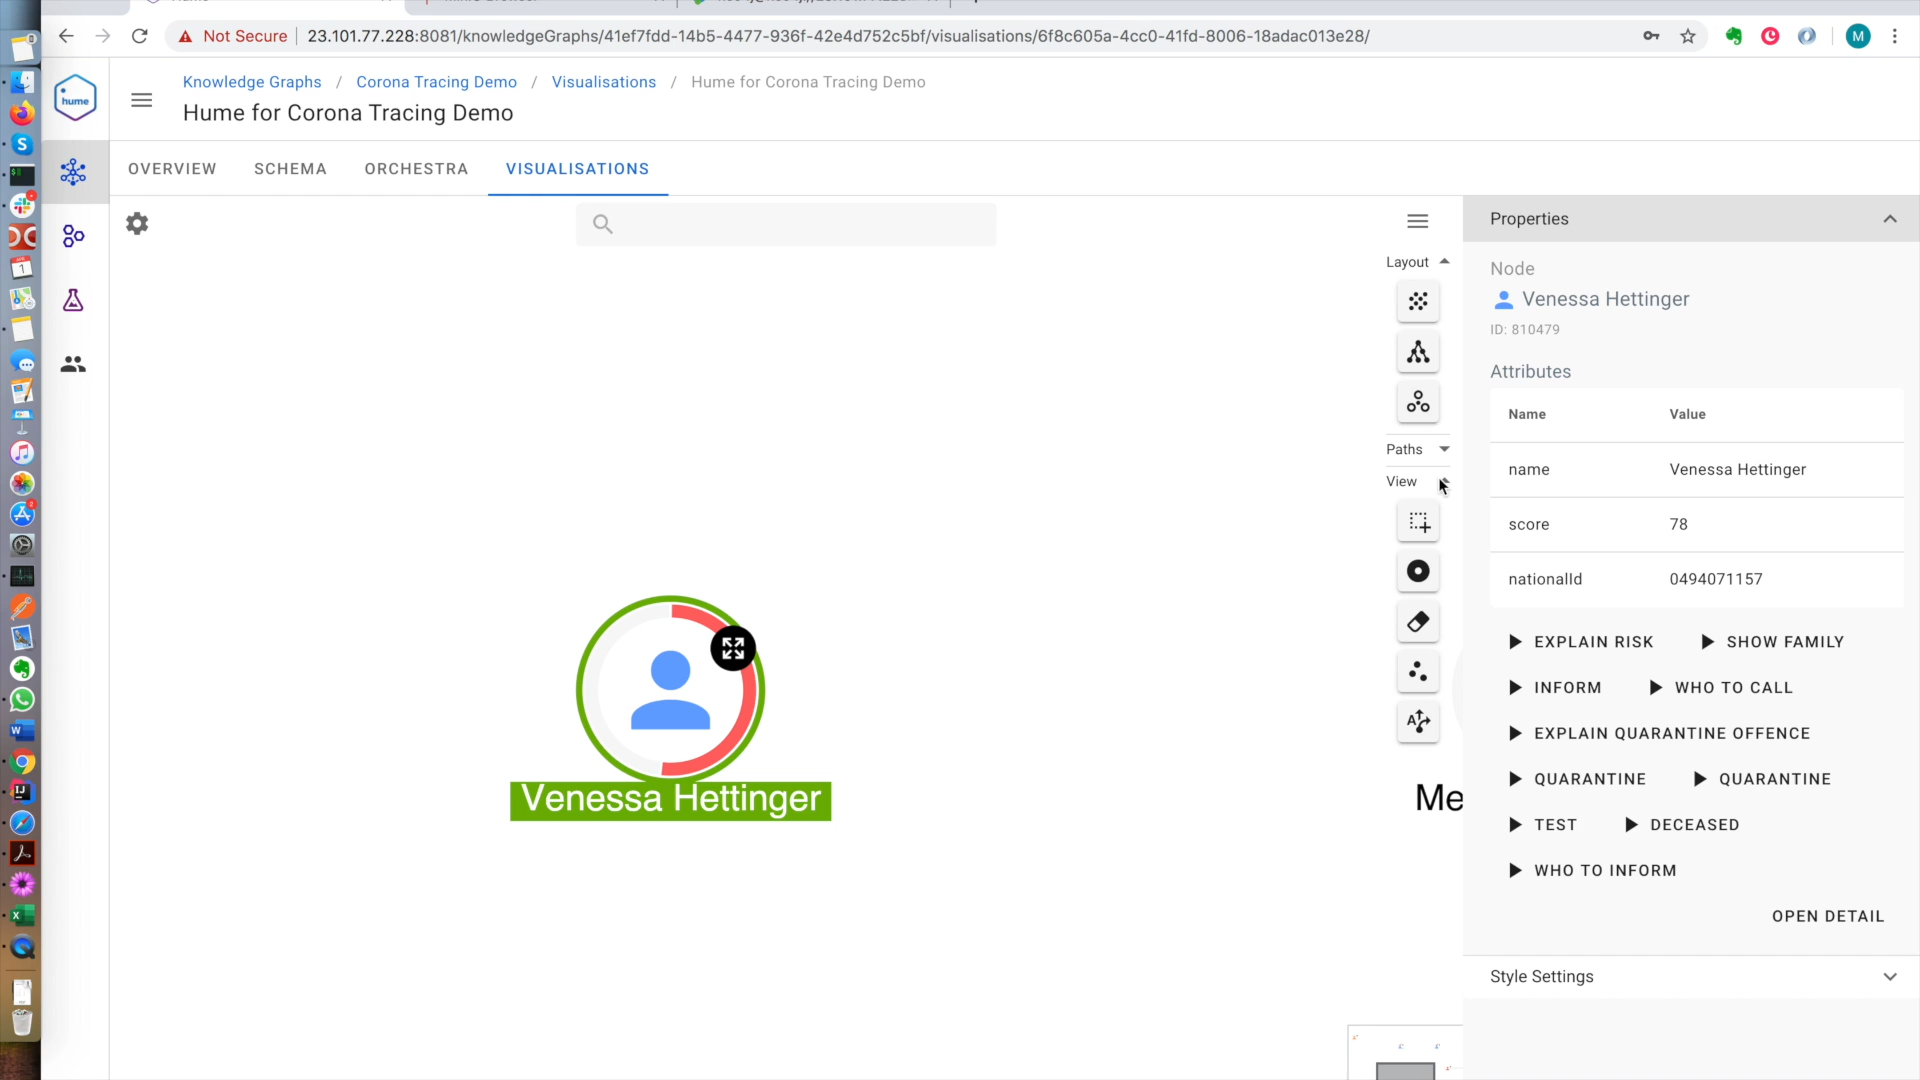 Not Secure
23.101.77.228:8081/knowledgeGraphs/41ef7fdd-14b5-4477-936f-42e4d752c5bf/visualisations/6f8c605a-4cc0-41fd-8006-18adac013e28/
M
hume
Knowledge Graphs / Corona Tracing Demo / Visualisations / Hume for Corona Tracing Demo
Hume for Corona Tracing Demo
OVERVIEW SCHEMA ORCHESTRA VISUALISATIONS
Layout
Paths
View
Venessa Hettinger
Me
Properties
Node
Venessa Hettinger
ID: 810479
Attributes
Name Value
name Venessa Hettinger
score 78
nationalId 0494071157
EXPLAIN RISK SHOW FAMILY
INFORM WHO TO CALL
EXPLAIN QUARANTINE OFFENCE
QUARANTINE QUARANTINE
TEST DECEASED
WHO TO INFORM
OPEN DETAIL
Style Settings